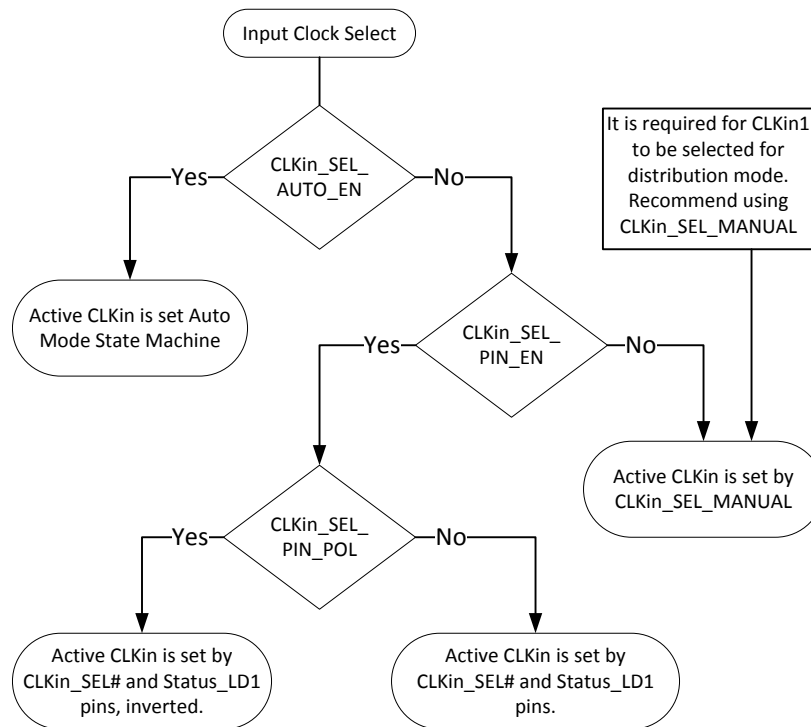 Input Clock Select
It is required for CLKin1
to be selected for
distribution mode.
Recommend using
CLKin_SEL_MANUAL
CLKin_SEL_
AUTO_EN
Yes
No
Active CLKin is set Auto
Mode State Machine
CLKin_SEL_
PIN_EN
Yes
No
Active CLKin is set by
CLKin_SEL_MANUAL
CLKin_SEL_
PIN_POL
Yes
No
Active CLKin is set by
CLKin_SEL# and Status_LD1
pins, inverted.
Active CLKin is set by
CLKin_SEL# and Status_LD1
pins.